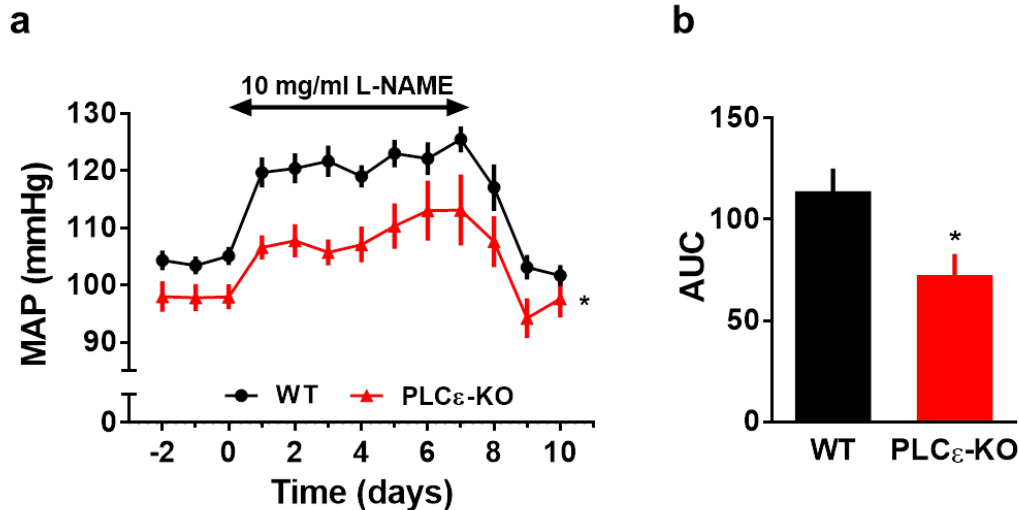 a
b
10 mg/ml L-NAME
MAP (mmHg)
130
120
110
100
90
0
WT
PLCε-KO
*
-2 0 2 4 6 8 10
Time (days)
AUC
150
100
50
0
*
WT PLCε-KO